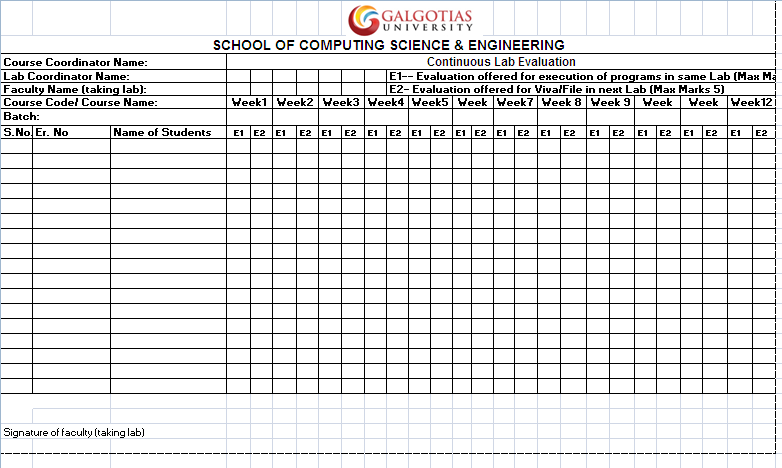 GALGOTIAS
UNIVERSITY
SCHOOL OF COMPUTING SCIENCE & ENGINEERING
Course Coordinator Name: Continuous Lab Evaluation
Lab Coordinator Name: E1-- Evaluation offered for execution of programs in same Lab (Max Ma
Faculty Name (taking lab): E2- Evaluation offered for Viva/File in next Lab (Max Marks 5)
Course Code/ Course Name: Week1 Week2 Week3 Week4 Week5 Week Week7 Week 8 Week 9 Week Week Week12
Batch:
S.No. Er. No Name of Students E1 E2 E1 E2 E1 E2 E1 E2 E1 E2 E1 E2 E1 E2 E1 E2 E1 E2 E1 E2 E1 E2 E1 E2
Signature of faculty (taking lab)